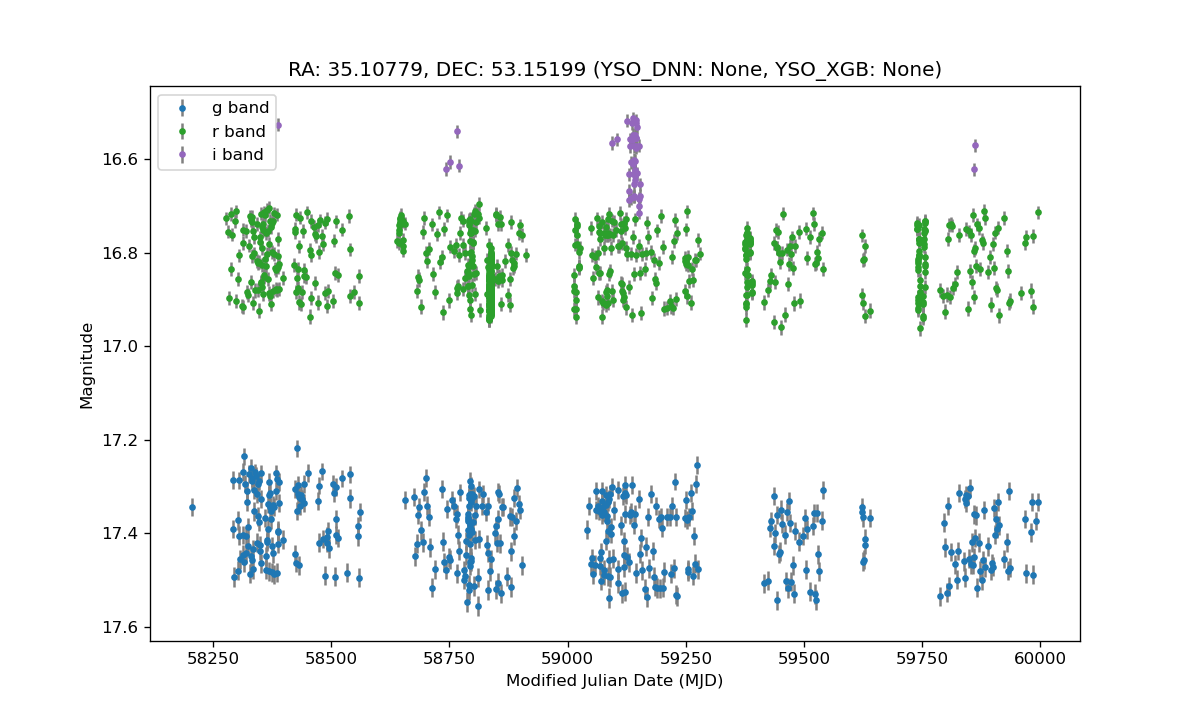 RA: 35.10779, DEC: 53.15199 (YSO_DNN: None, YSO_XGB: None)
g band
r band
i band
16.6
16.8
17.0
17.2
17.4
17.6
Magnitude
58250 58500 58750 59000 59250 59500 59750 60000
Modified Julian Date (MJD)